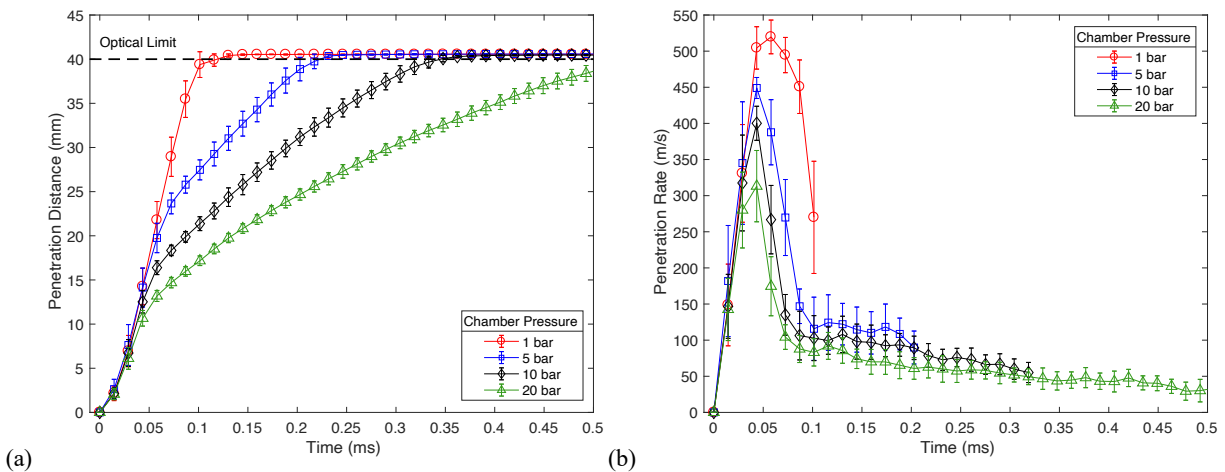 45
40
35
30
25
20
15
10
5
0
Penetration Distance (mm)
Optical Limit
Chamber Pressure
1 bar
5 bar
10 bar
20 bar
0 0.05 0.1 0.15 0.2 0.25 0.3 0.35 0.4 0.45 0.5
Time (ms)
(a)
550
500
450
400
350
300
250
200
150
100
50
0
Penetration Rate (m/s)
Chamber Pressure
1 bar
5 bar
10 bar
20 bar
0 0.05 0.1 0.15 0.2 0.25 0.3 0.35 0.4 0.45 0.5
Time (ms)
(b)